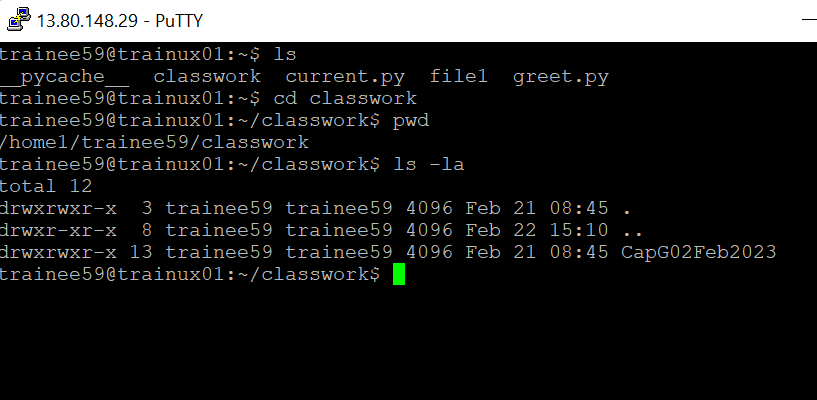 13.80.148.29 - PuTTY
trainee59@trainux01:~$ ls
__pycache__  classwork  current.py  file1  greet.py
trainee59@trainux01:~$ cd classwork
trainee59@trainux01:~/classwork$ pwd
/home1/trainee59/classwork
trainee59@trainux01:~/classwork$ ls -la
total 12
drwxrwxr-x  3 trainee59 trainee59 4096 Feb 21 08:45 .
drwxr-xr-x  8 trainee59 trainee59 4096 Feb 22 15:10 ..
drwxrwxr-x 13 trainee59 trainee59 4096 Feb 21 08:45 CapG02Feb2023
trainee59@trainux01:~/classwork$